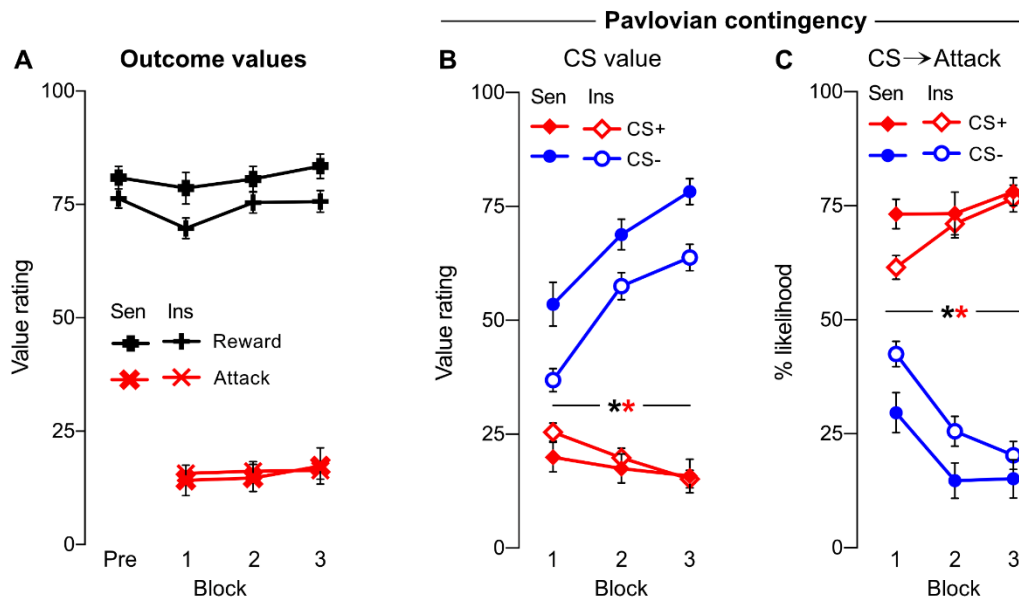 Pavlovian contingency
A Outcome values
100
75
50
25
0
Value rating
Sen Ins
Reward
Attack
Pre 1 2 3
Block
B CS value
100
75
50
25
0
Value rating
Sen Ins
CS+
CS-
**
1 2 3
Block
C CS→Attack
100
75
50
25
0
% likelihood
Sen Ins
CS+
CS-
**
1 2 3
Block